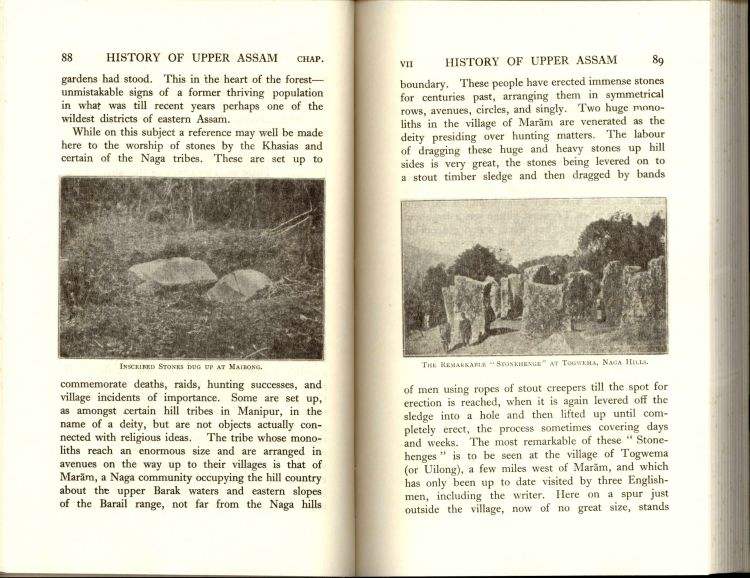 88 HISTORY OF UPPER ASSAM CHAP.
gardens had stood. This in the heart of the forest—
unmistakable signs of a former thriving population
in what was till recent years perhaps one of the
wildest districts of eastern Assam.
While on this subject a reference may well be made
here to the worship of stones by the Khasias and
certain of the Naga tribes. These are set up to
INSCRIBED STONES DUG UP AT MAIBONG.
commemorate deaths, raids, hunting successes, and
village incidents of importance. Some are set up,
as amongst certain hill tribes in Manipur, in the
name of a deity, but are not objects actually con-
nected with religious ideas. The tribe whose mono-
liths reach an enormous size and are arranged in
avenues on the way up to their villages is that of
Marām, a Naga community occupying the hill country
about the upper Barak waters and eastern slopes
of the Barail range, not far from the Naga hills
VII HISTORY OF UPPER ASSAM 89
boundary. These people have erected immense stones
for centuries past, arranging them in symmetrical
rows, avenues, circles, and singly. Two huge mono-
liths in the village of Marām are venerated as the
deity presiding over hunting matters. The labour
of dragging these huge and heavy stones up hill
sides is very great, the stones being levered on to
a stout timber sledge and then dragged by bands
THE REMARKABLE "STONEHENGE" AT TOGWEMA, NAGA HILLS.
of men using ropes of stout creepers till the spot for
erection is reached, when it is again levered off the
sledge into a hole and then lifted up until com-
pletely erect, the process sometimes covering days
and weeks. The most remarkable of these "Stone-
henges" is to be seen at the village of Togwema
(or Uilong), a few miles west of Marām, and which
has only been up to date visited by three English-
men, including the writer. Here on a spur just
outside the village, now of no great size, stands